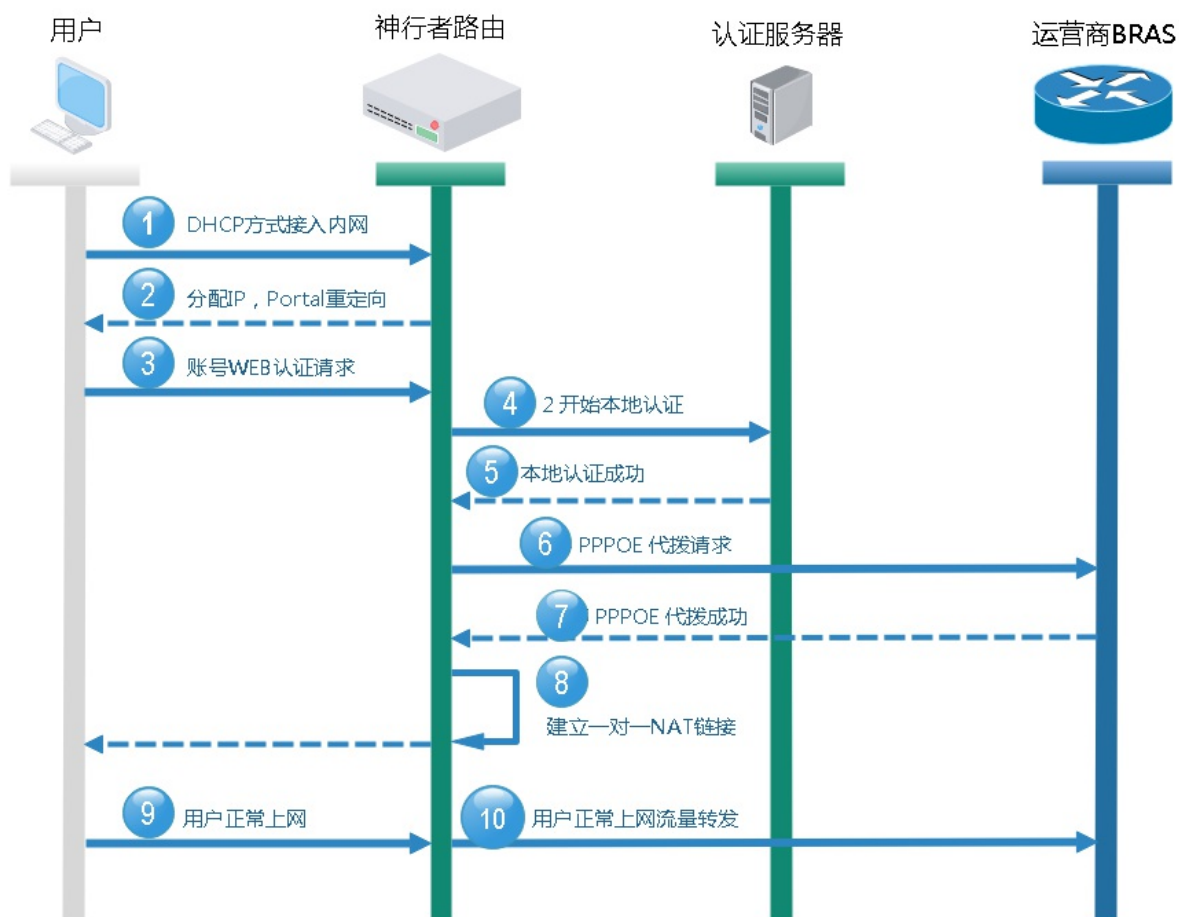 用户
神行者路由
认证服务器
运营商BRAS
1 DHCP方式接入内网
2 分配IP，Portal重定向
3 账号WEB认证请求
4 2 开始本地认证
5 本地认证成功
6 PPPOE 代拨请求
7 PPPOE 代拨成功
8
建立一对一NAT链接
9 用户正常上网
10 用户正常上网流量转发